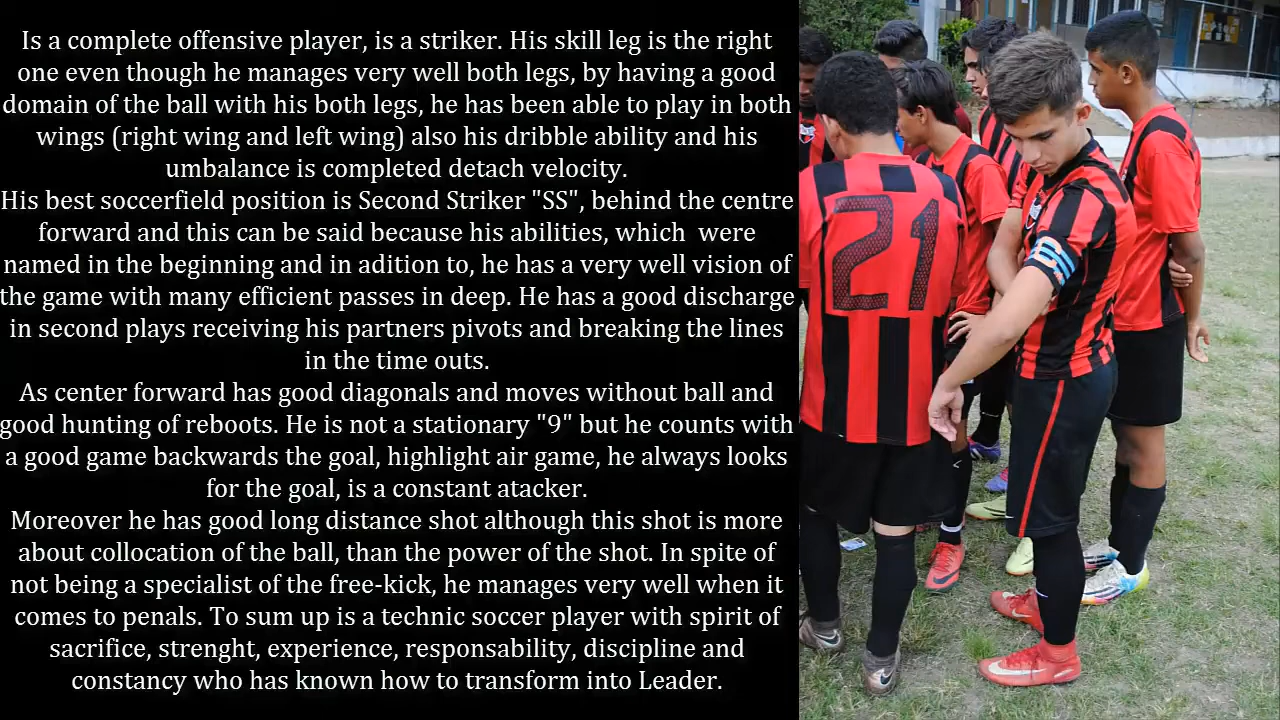 Is a complete offensive player, is a striker. His skill leg is the right
one even though he manages very well both legs, by having a good
domain of the ball with his both legs, he has been able to play in both
wings (right wing and left wing) also his dribble ability and his
umbalance is completed detach velocity.
His best soccerfield position is Second Striker "SS", behind the centre
forward and this can be said because his abilities, which were
named in the beginning and in adition to, he has a very well vision of
the game with many efficient passes in deep. He has a good discharge
in second plays receiving his partners pivots and breaking the lines
in the time outs.
As center forward has good diagonals and moves without ball and
good hunting of rebots. He is not a stationary "9" but he counts with
a good game backwards the goal, highlight air game, he always looks
for the goal, is a constant atacker.
Moreover he has good long distance shot although this shot is more
about collocation of the ball, than the power of the shot. In spite of
not being a specialist of the free-kick, he manages very well when it
comes to penals. To sum up is a technic soccer player with spirit of
sacrifice, strenght, experience, responsability, discipline and
constancy who has known how to transform into Leader.
21